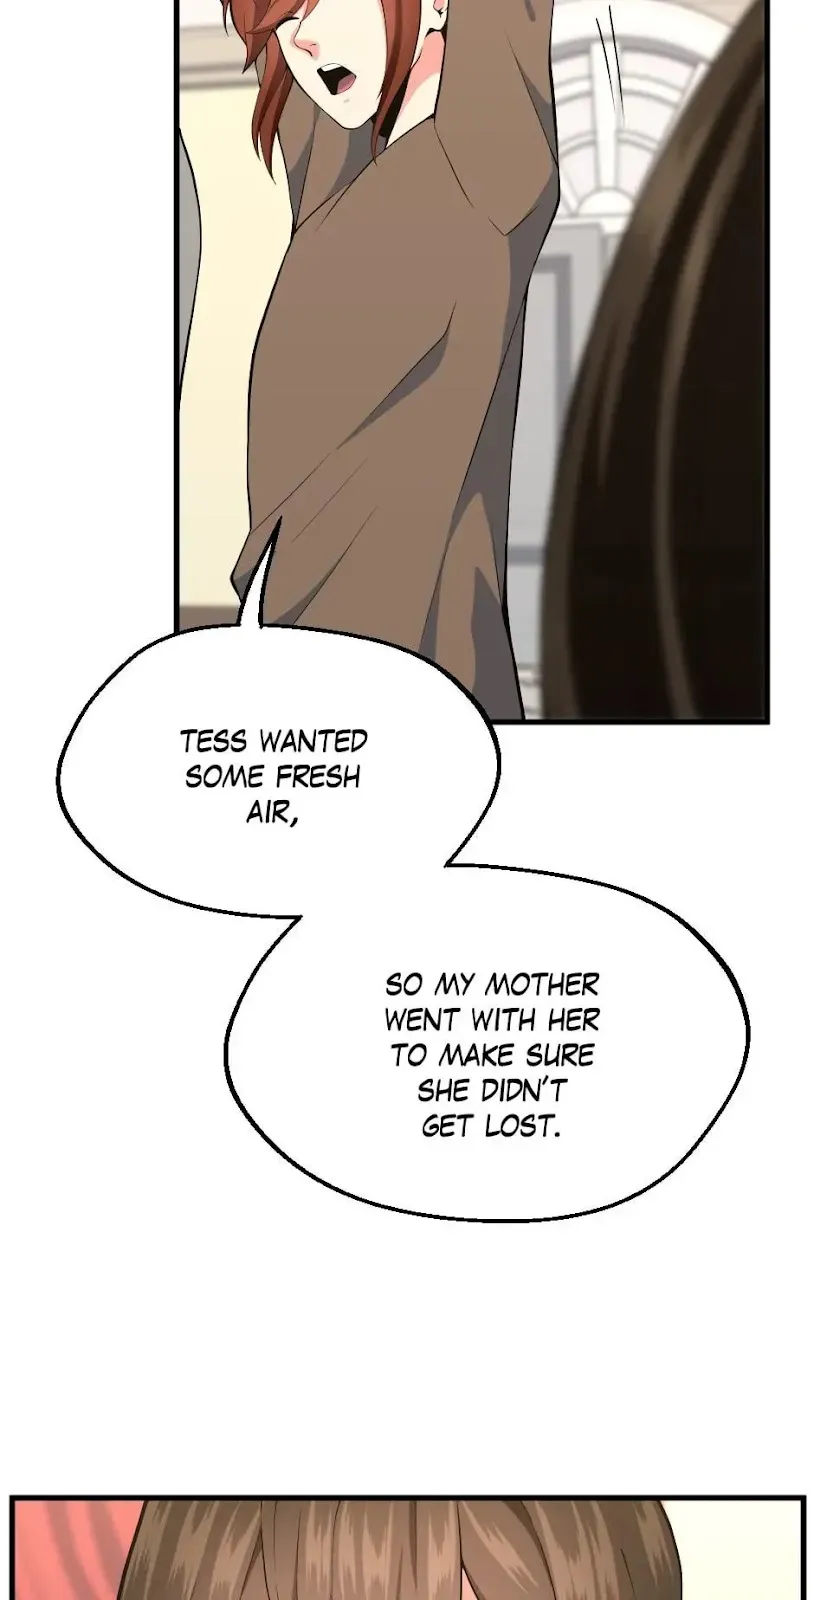 TESS WANTED
SOME FRESH
AIR,
SO MY MOTHER
WENT WITH HER
TO MAKE SURE
SHE DIDN'T
GET LOST.